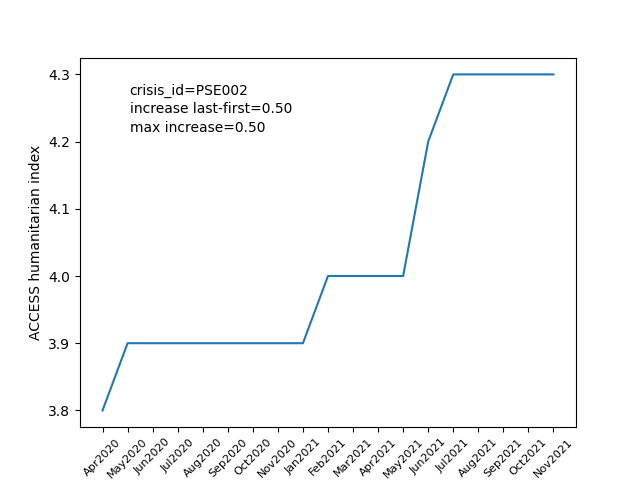 crisis_id=PSE002
increase last-first=0.50
max increase=0.50
ACCESS humanitarian index
4.3
4.2
4.1
4.0
3.9
3.8
Apr2020
May2020
Jun2020
Jul2020
Aug2020
Sep2020
Oct2020
Nov2020
Jan2021
Feb2021
Mar2021
Apr2021
May2021
Jun2021
Jul2021
Aug2021
Sep2021
Oct2021
Nov2021